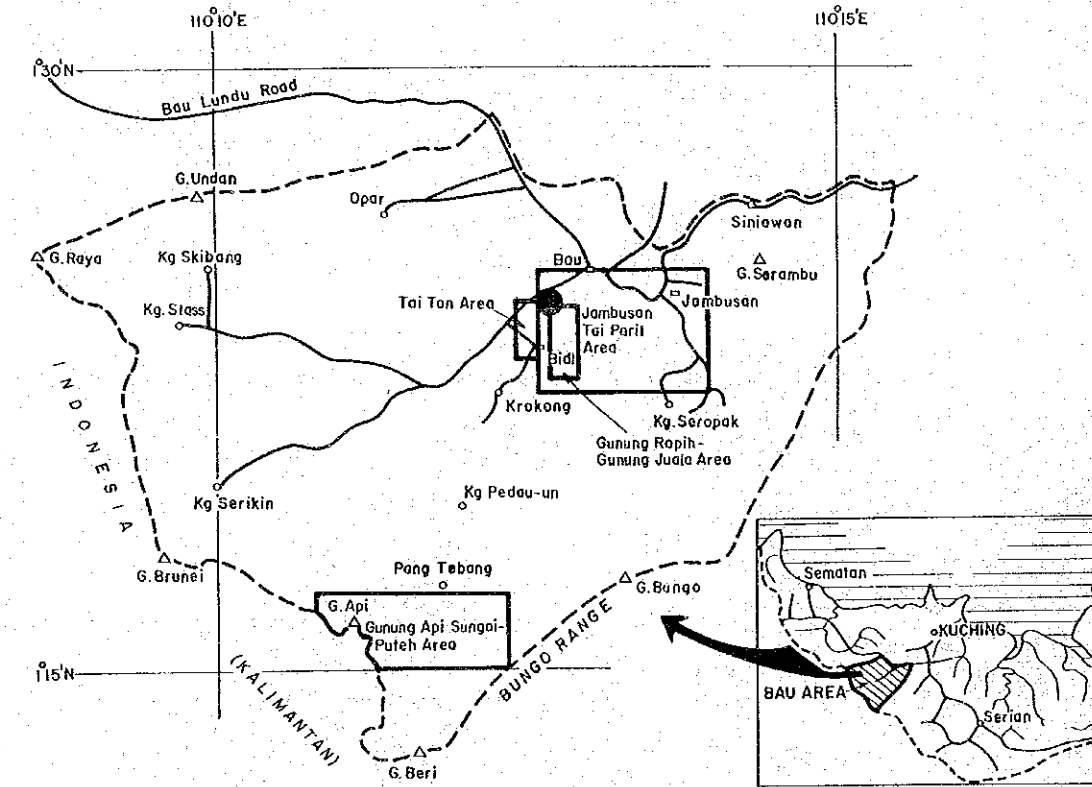 110°10'E
110°15'E
1°30'N
Bau Lundu Road
G.Undan
Opar
Siniawan
G.Raya
Kg Skibang
Bau
G.Sarambu
Tai Ton Area
Jambusan
Tai Parit
Area
Jambusan
Kg.Stass
Bidi
INDONESIA
Krokong
Kg.Seropak
Gunung Rapih-
Gunung Juala Area
Kg Serikin
Kg Pedau-un
G.Brunei
Pang Tebang
G.Bungo
G.Api
Gunung Api Sungai-
Puteh Area
BUNGO RANGE
1°15'N
(KALIMANTAN)
G.Beri
Sematan
KUCHING
BAU AREA
Serian